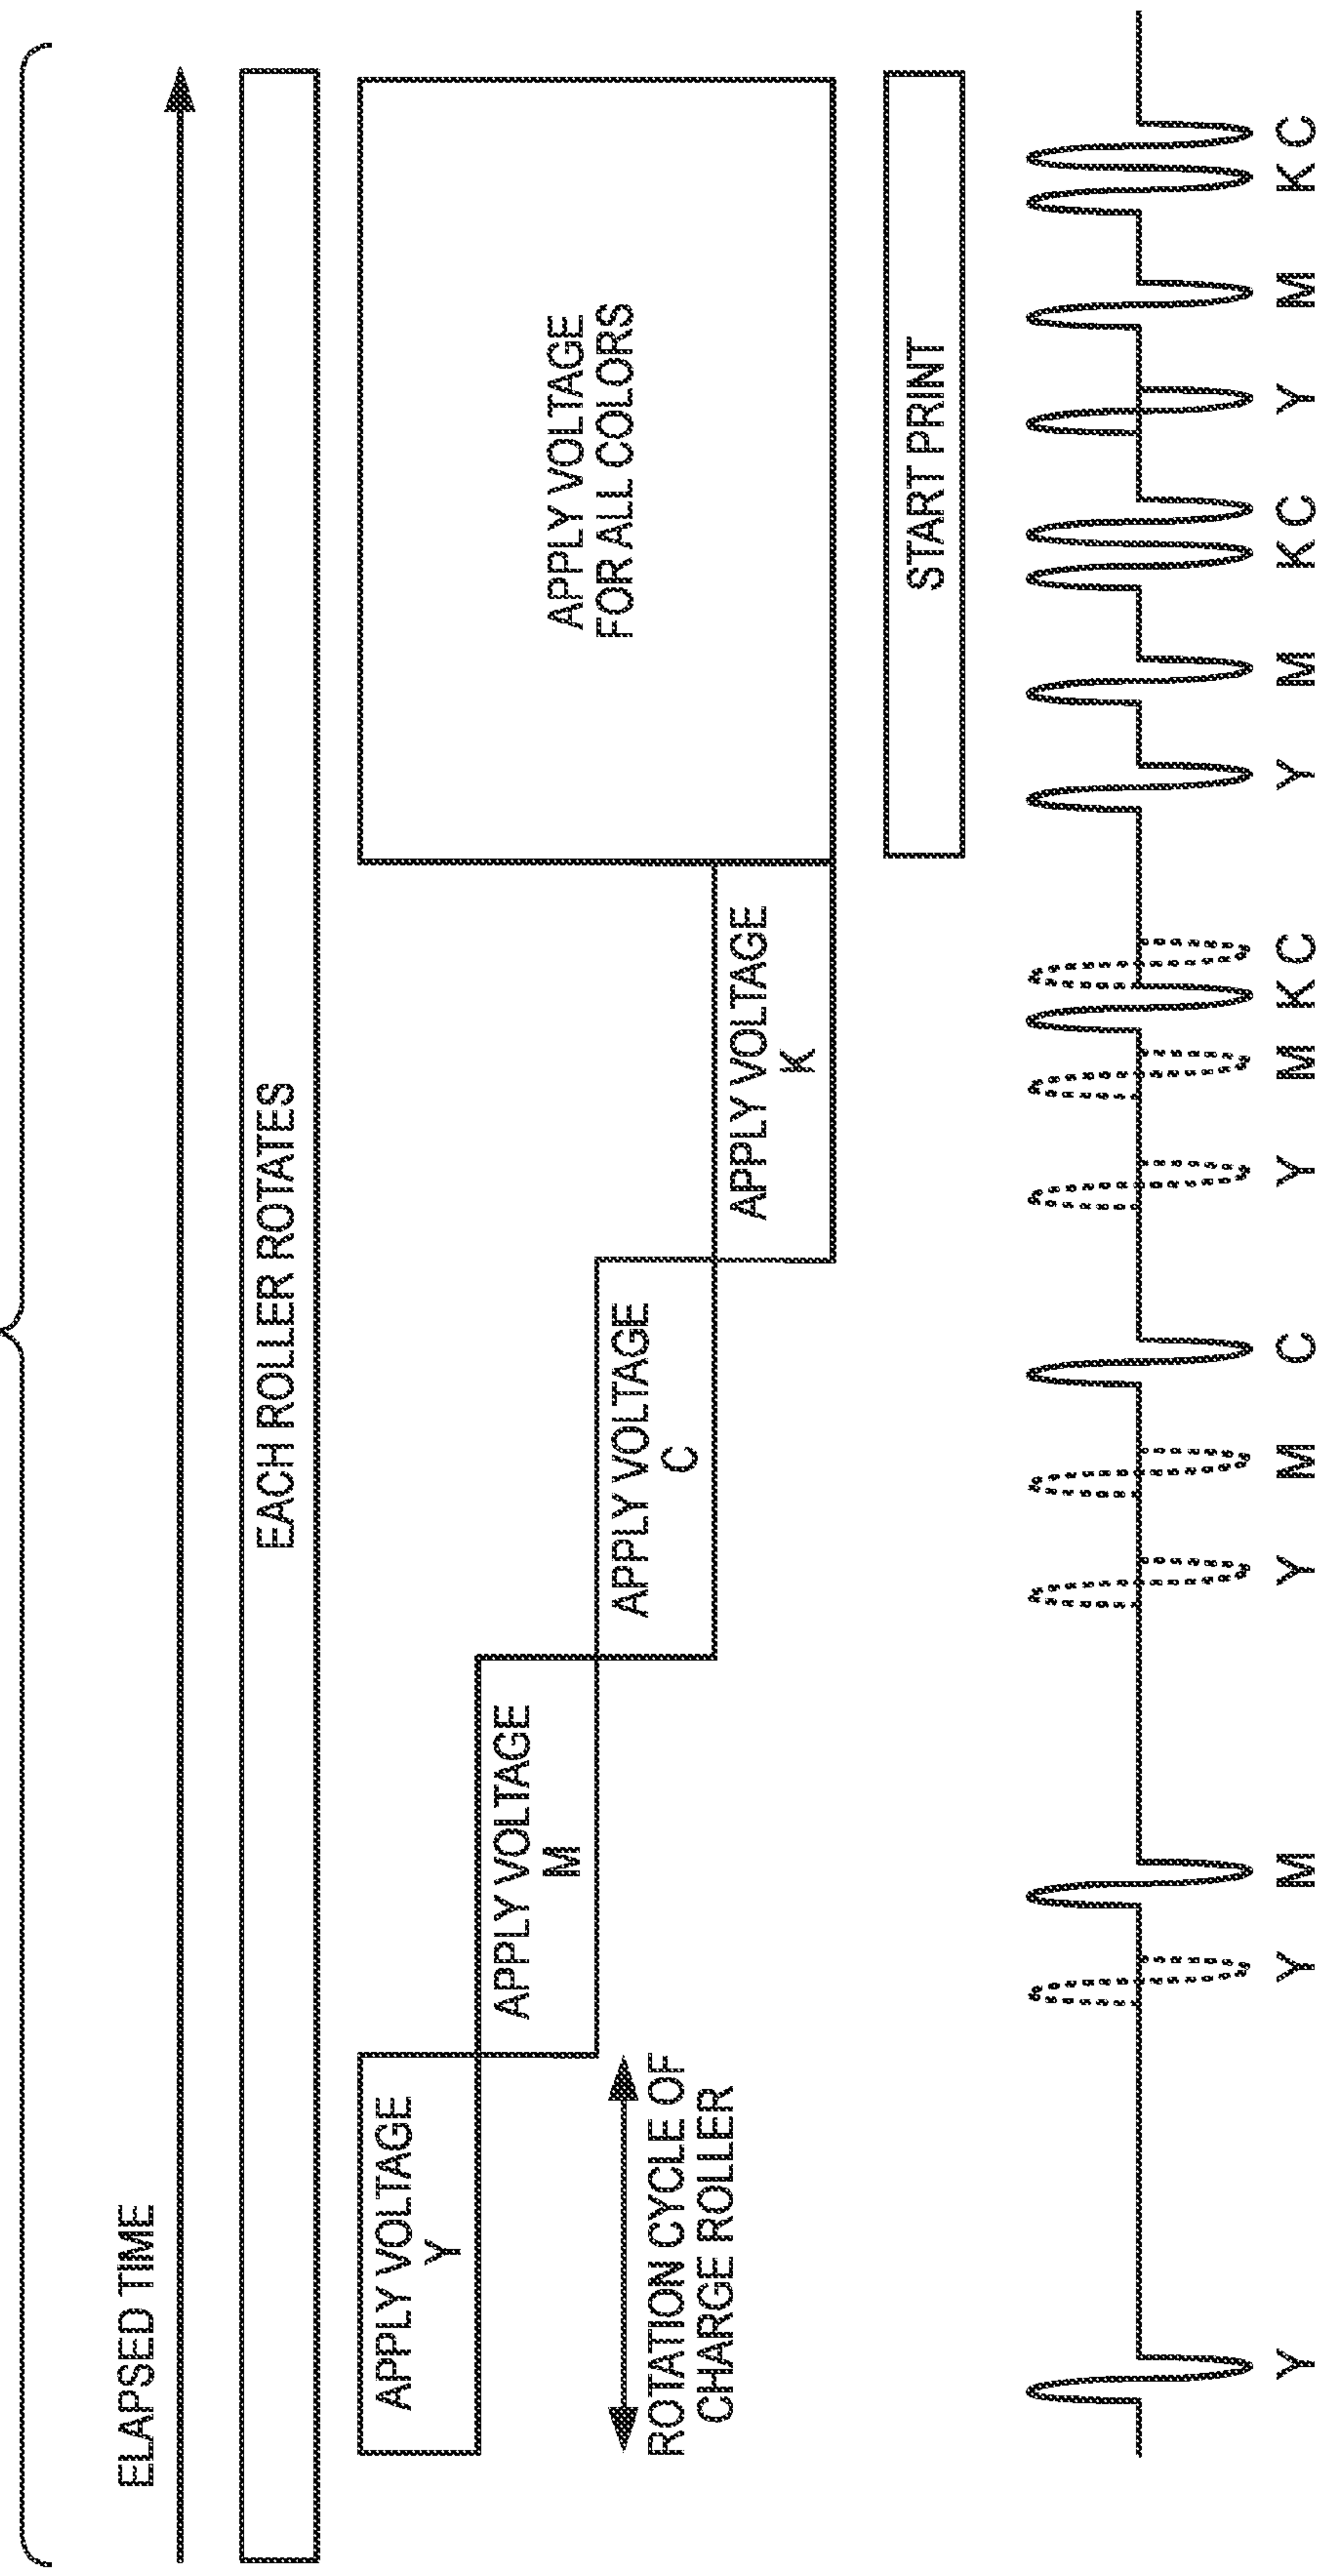 ELAPSED TIME
EACH ROLLER ROTATES
APPLY VOLTAGE
Y
APPLY VOLTAGE
M
APPLY VOLTAGE
C
APPLY VOLTAGE
K
APPLY VOLTAGE
FOR ALL COLORS
ROTATION CYCLE OF
CHARGE ROLLER
START PRINT
Y Y M Y M C Y M K C Y M K C Y M K C